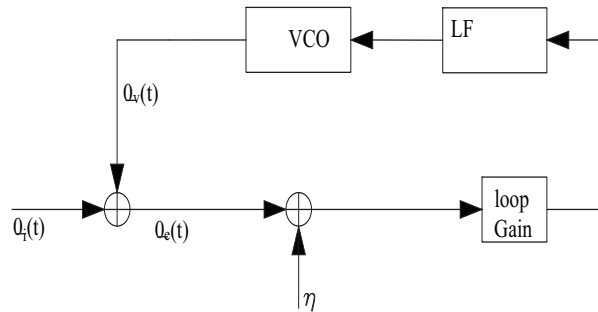 VCO
LF
θv(t)
θi(t)
θe(t)
loop
Gain
η